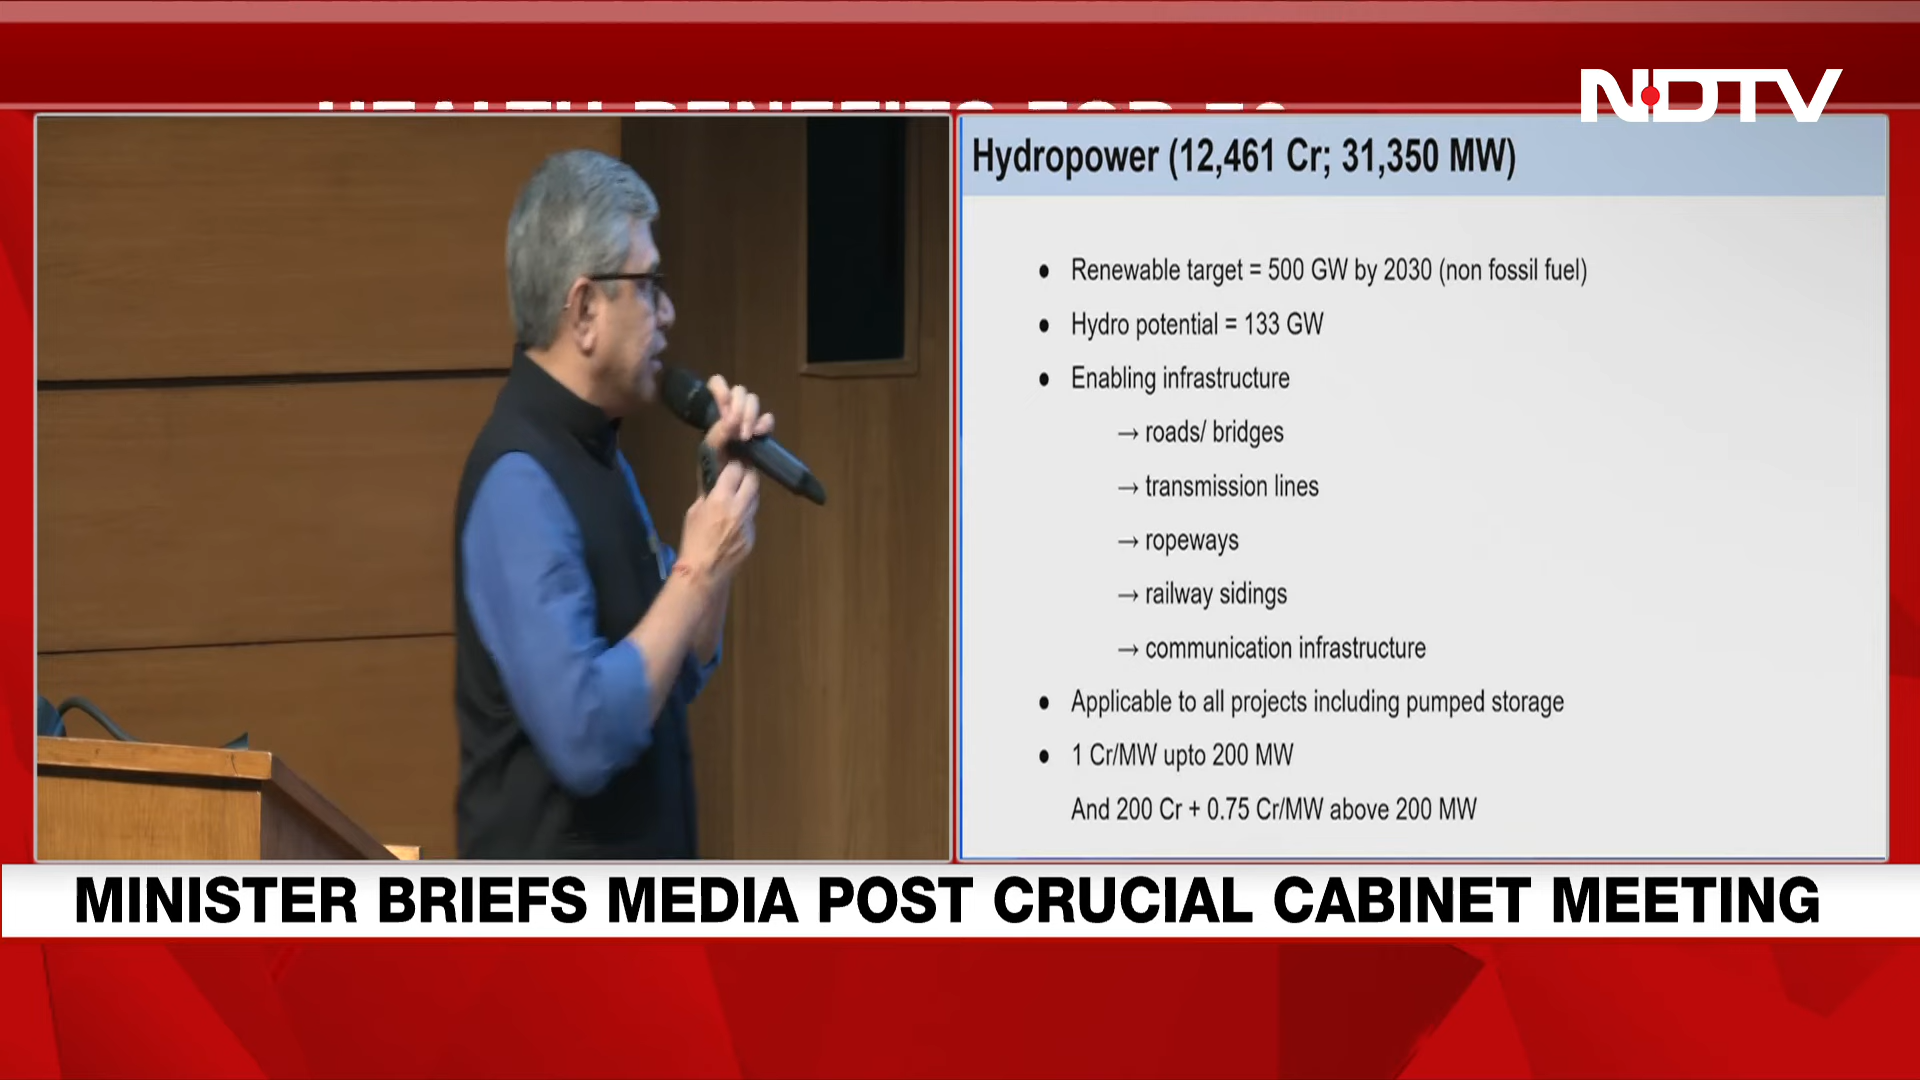 NDTV
Hydropower (12,461 Cr; 31,350 MW)
● Renewable target = 500 GW by 2030 (non fossil fuel)
● Hydro potential = 133 GW
● Enabling infrastructure
→ roads/ bridges
→ transmission lines
→ ropeways
→ railway sidings
→ communication infrastructure
● Applicable to all projects including pumped storage
● 1 Cr/MW upto 200 MW
And 200 Cr + 0.75 Cr/MW above 200 MW
MINISTER BRIEFS MEDIA POST CRUCIAL CABINET MEETING